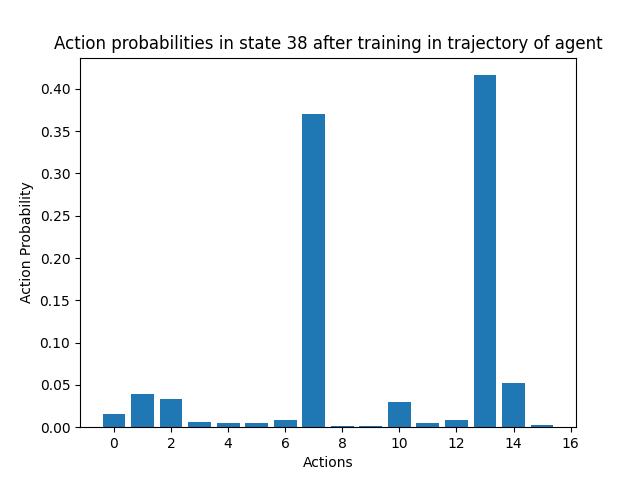 Action probabilities in state 38 after training in trajectory of agent
0.40
0.35
0.30
0.25
0.20
0.15
0.10
0.05
0.00
Action Probability
0 2 4 6 8 10 12 14 16
Actions